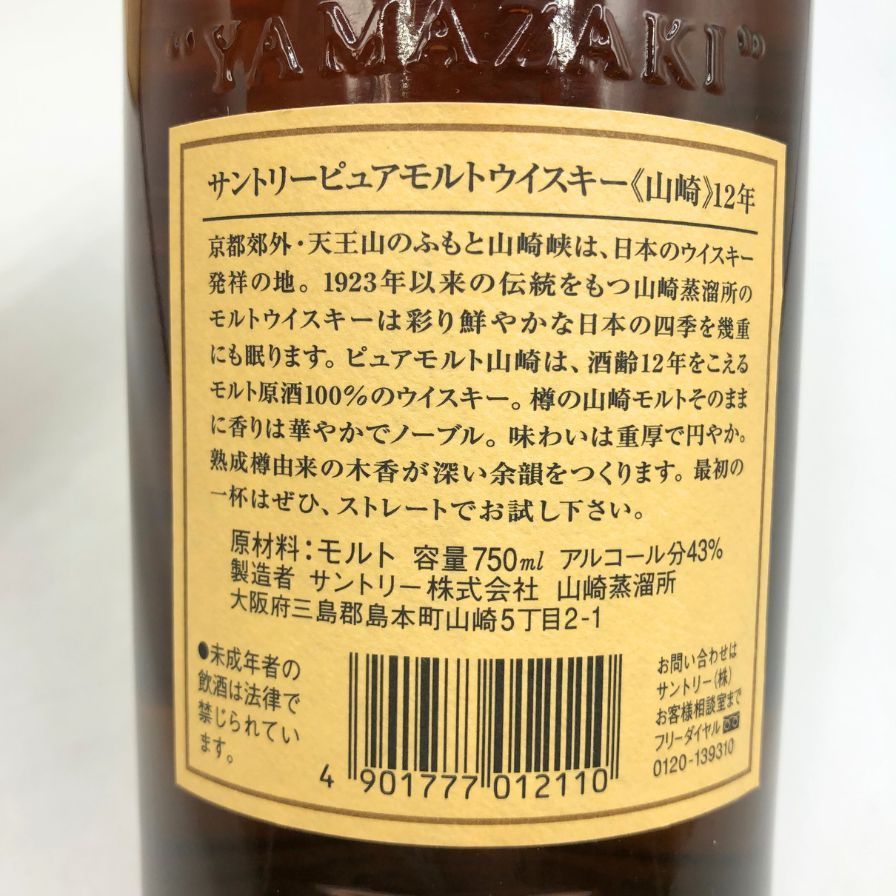 "YAMAZAKI"
サントリーピュアモルトウイスキー《山崎》12年
京都郊外・天王山のふもと山崎峡は、日本のウイスキー
発祥の地。1923年以来の伝統をもつ山崎蒸溜所の
モルトウイスキーは彩り鮮やかな日本の四季を幾重
にも眠ります。ピュアモルト山崎は、酒齢12年をこえる
モルト原酒100%のウイスキー。樽の山崎モルトそのまま
に香りは華やかでノーブル。味わいは重厚で円やか。
熟成樽由来の木香が深い余韻をつくります。最初の
一杯はぜひ、ストレートでお試し下さい。
原材料：モルト 容量750ml アルコール分43%
製造者 サントリー株式会社 山崎蒸溜所
大阪府三島郡島本町山崎5丁目2-1
●未成年者の
飲酒は法律で
禁じられてい
ます。
4 901777 012110
お問い合わせは
サントリー(株)
お客様相談室まで
フリーダイヤル
0120-139310